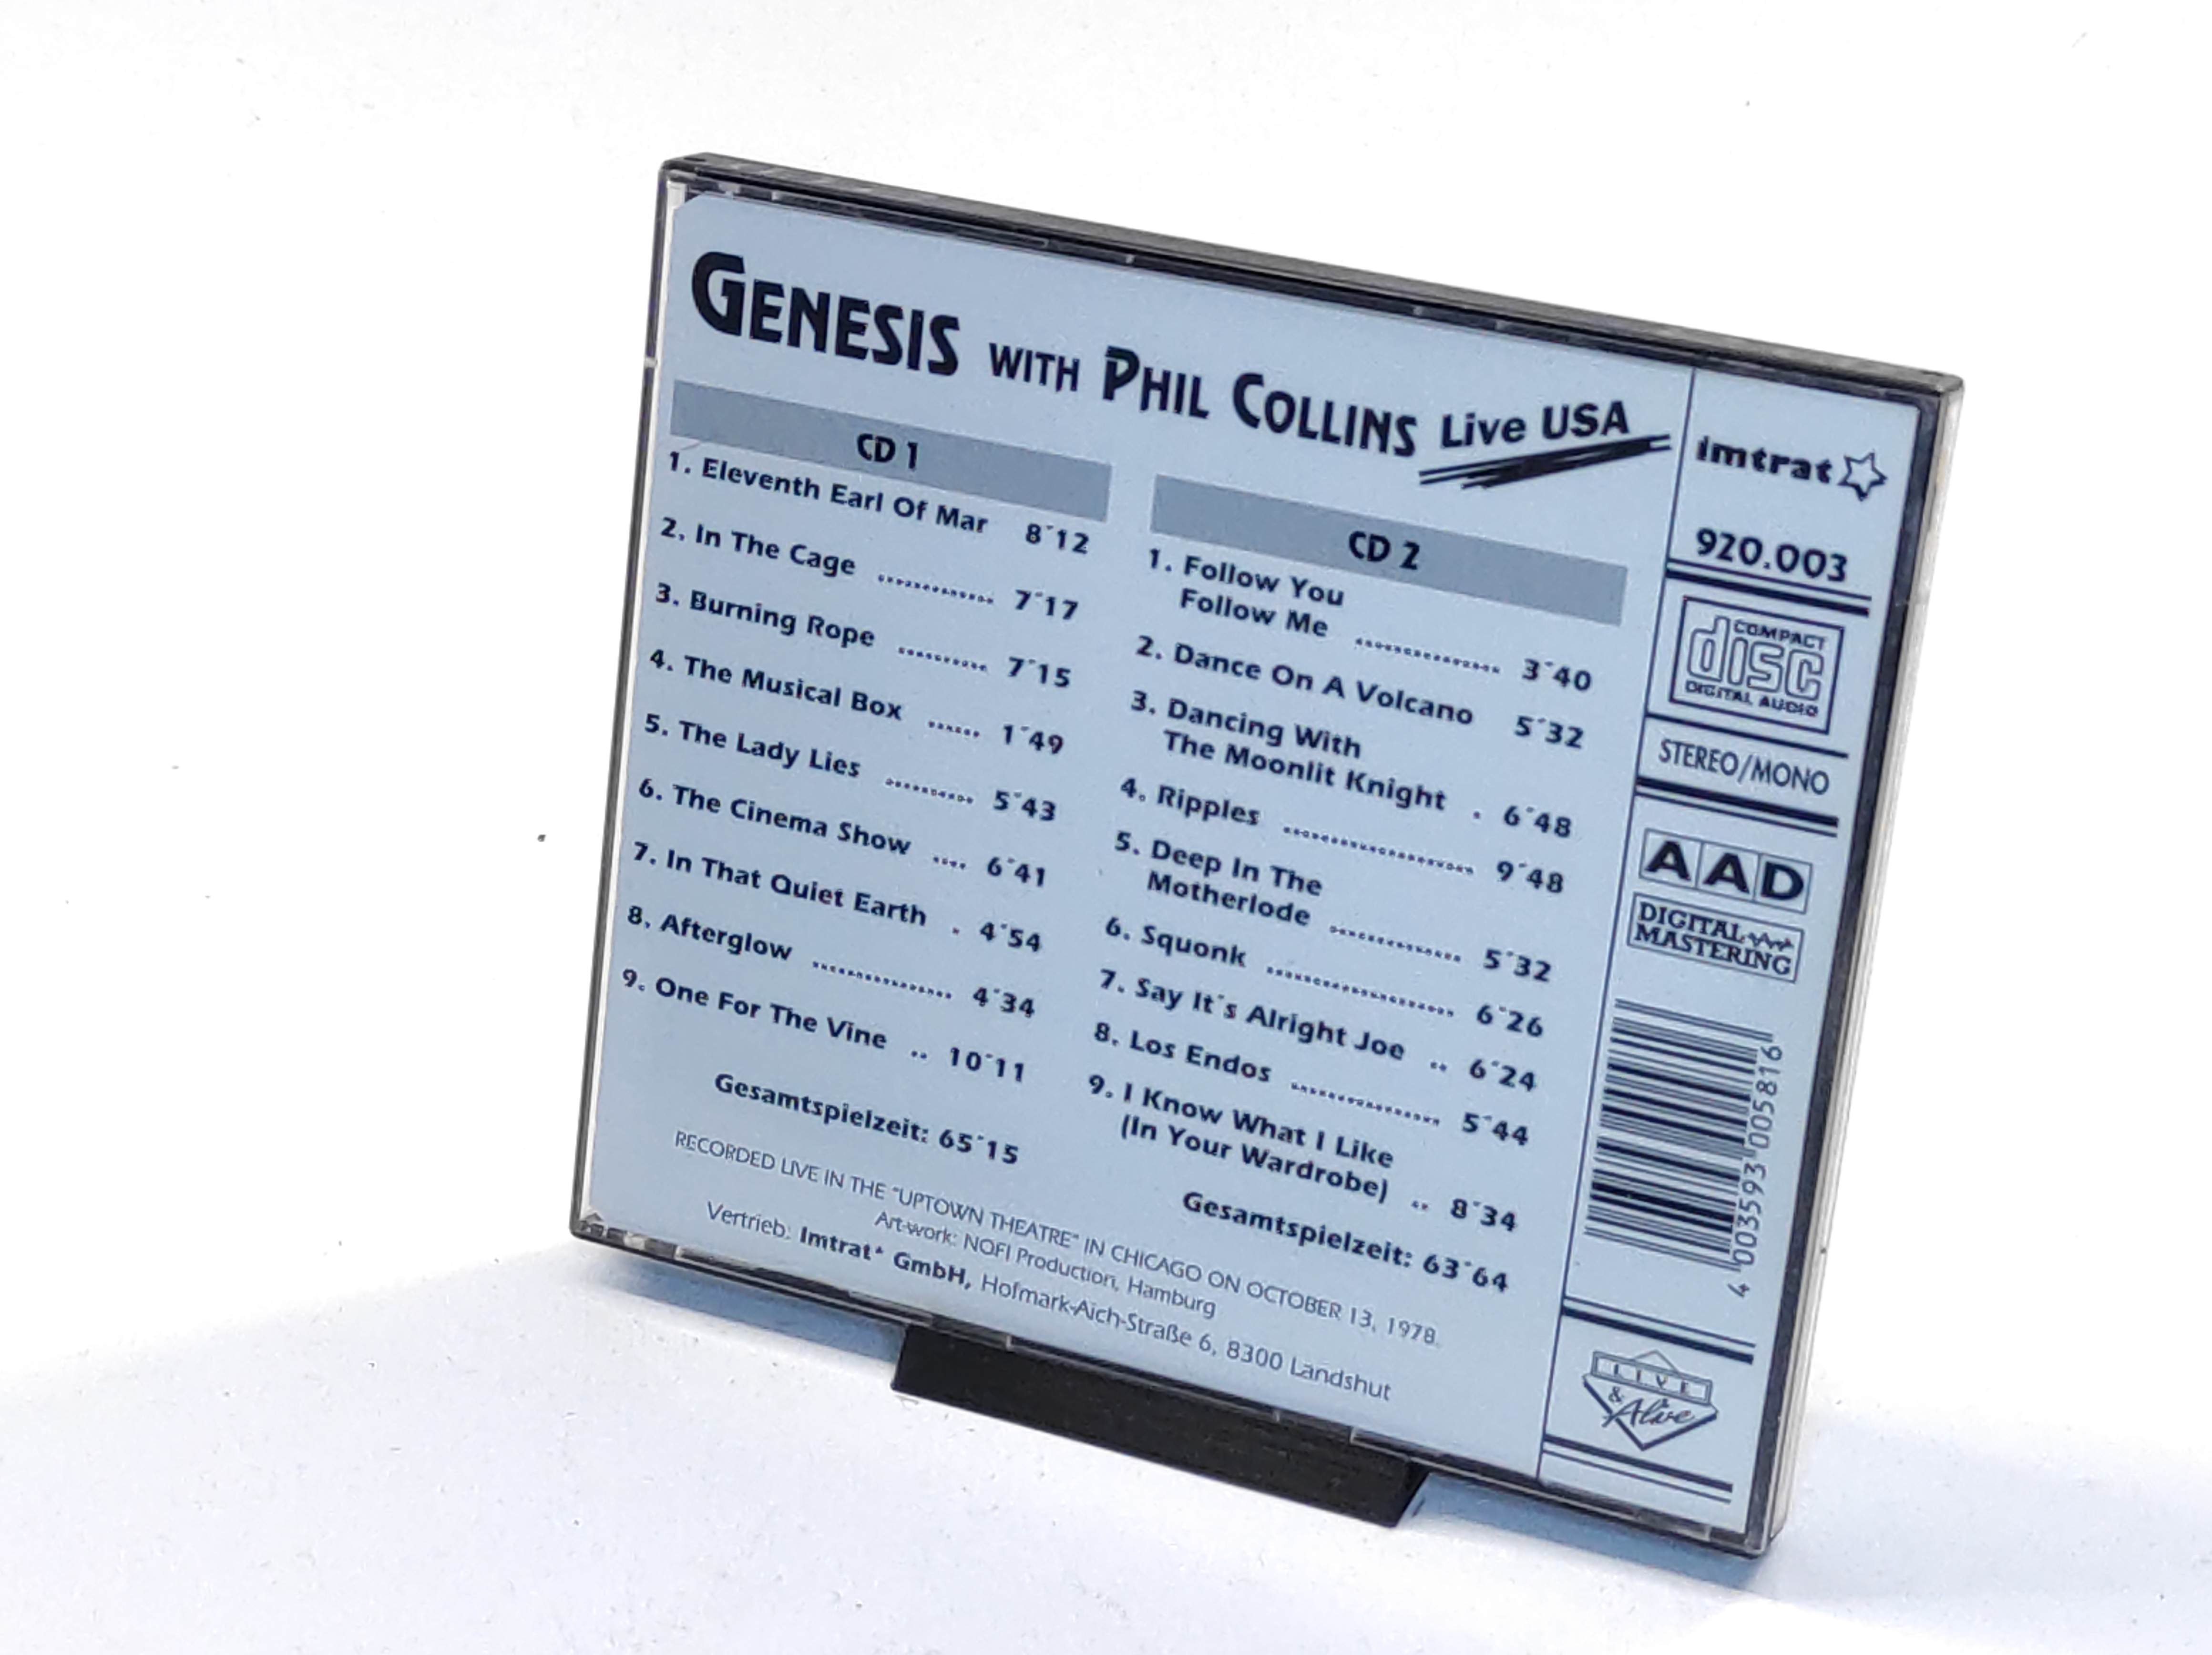 GENESIS WITH PHIL COLLINS Live USA
CD 1
1. Eleventh Earl Of Mar 8´12
2. In The Cage ............ 7´17
3. Burning Rope .......... 7´15
4. The Musical Box ...... 1´49
5. The Lady Lies .......... 5´43
6. The Cinema Show .... 6´41
7. In That Quiet Earth . 4´54
8. Afterglow ............... 4´34
9. One For The Vine .. 10´11
Gesamtspielzeit: 65´15
CD 2
1. Follow You
Follow Me ............... 3´40
2. Dance On A Volcano 5´32
3. Dancing With
The Moonlit Knight . 6´48
4. Ripples .................... 9´48
5. Deep In The
Motherlode .............. 5´32
6. Squonk .................... 6´26
7. Say It´s Alright Joe .. 6´24
8. Los Endos ................ 5´44
9. I Know What I Like
(In Your Wardrobe) .. 8´34
Gesamtspielzeit: 63´64
RECORDED LIVE IN THE "UPTOWN THEATRE" IN CHICAGO ON OCTOBER 13, 1978.
Art-work: NOFI Production, Hamburg
Vertrieb: Imtrat* GmbH, Hofmark-Aich-Straße 6, 8300 Landshut
imtrat
920.003
COMPACT
disc
DIGITAL AUDIO
STEREO/MONO
AAD
DIGITAL
MASTERING
4 003593 005816
LIVE
&
Alive